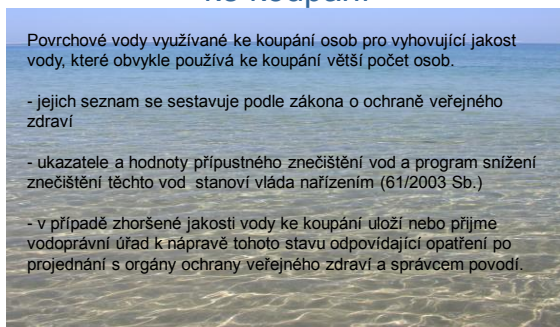 ke koupání
Povrchové vody využívané ke koupání osob pro vyhovující jakost
vody, které obvykle používá ke koupání větší počet osob.
- jejich seznam se sestavuje podle zákona o ochraně veřejného
zdraví
- ukazatele a hodnoty přípustného znečištění vod a program snížení
znečištění těchto vod  stanoví vláda nařízením (61/2003 Sb.)
- v případě zhoršené jakosti vody ke koupání uloží nebo přijme
vodoprávní úřad k nápravě tohoto stavu odpovídající opatření po
projednání s orgány ochrany veřejného zdraví a správcem povodí.